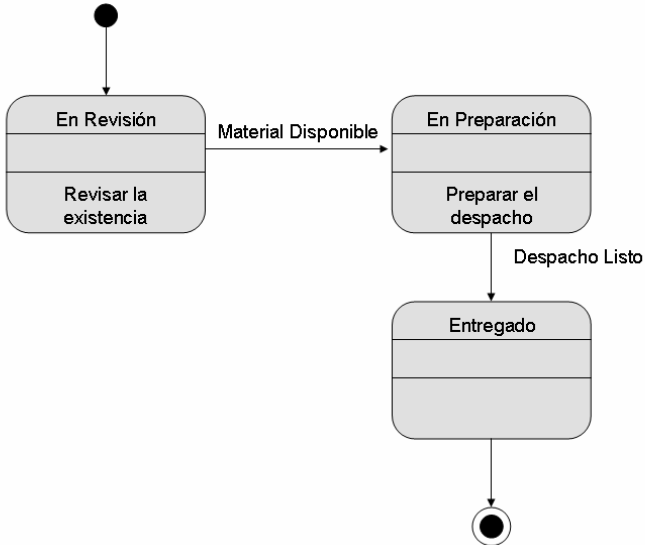 En Revisión
Material Disponible
En Preparación
Revisar la
existencia
Preparar el
despacho
Despacho Listo
Entregado